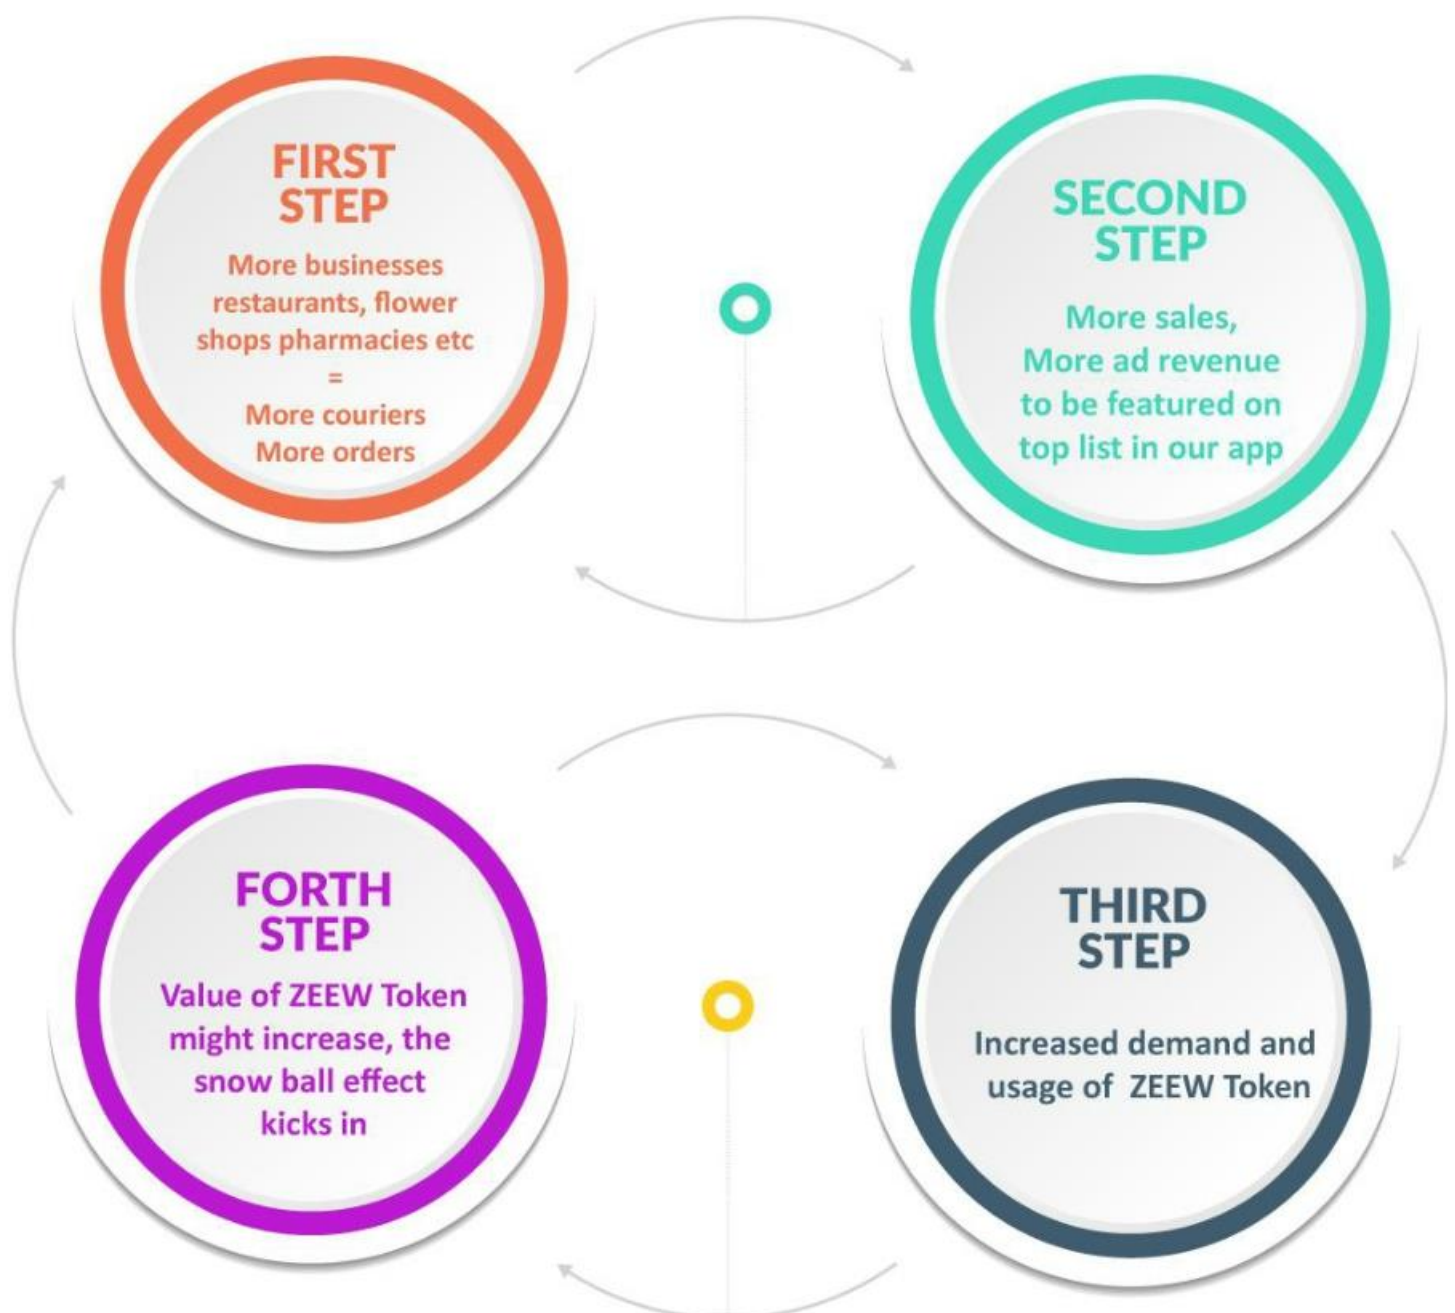 FIRST
STEP
More businesses
restaurants, flower
shops pharmacies etc
=
More couriers
More orders
SECOND
STEP
More sales,
More ad revenue
to be featured on
top list in our app
THIRD
STEP
Increased demand and
usage of ZEEW Token
FORTH
STEP
Value of ZEEW Token
might increase, the
snow ball effect
kicks in